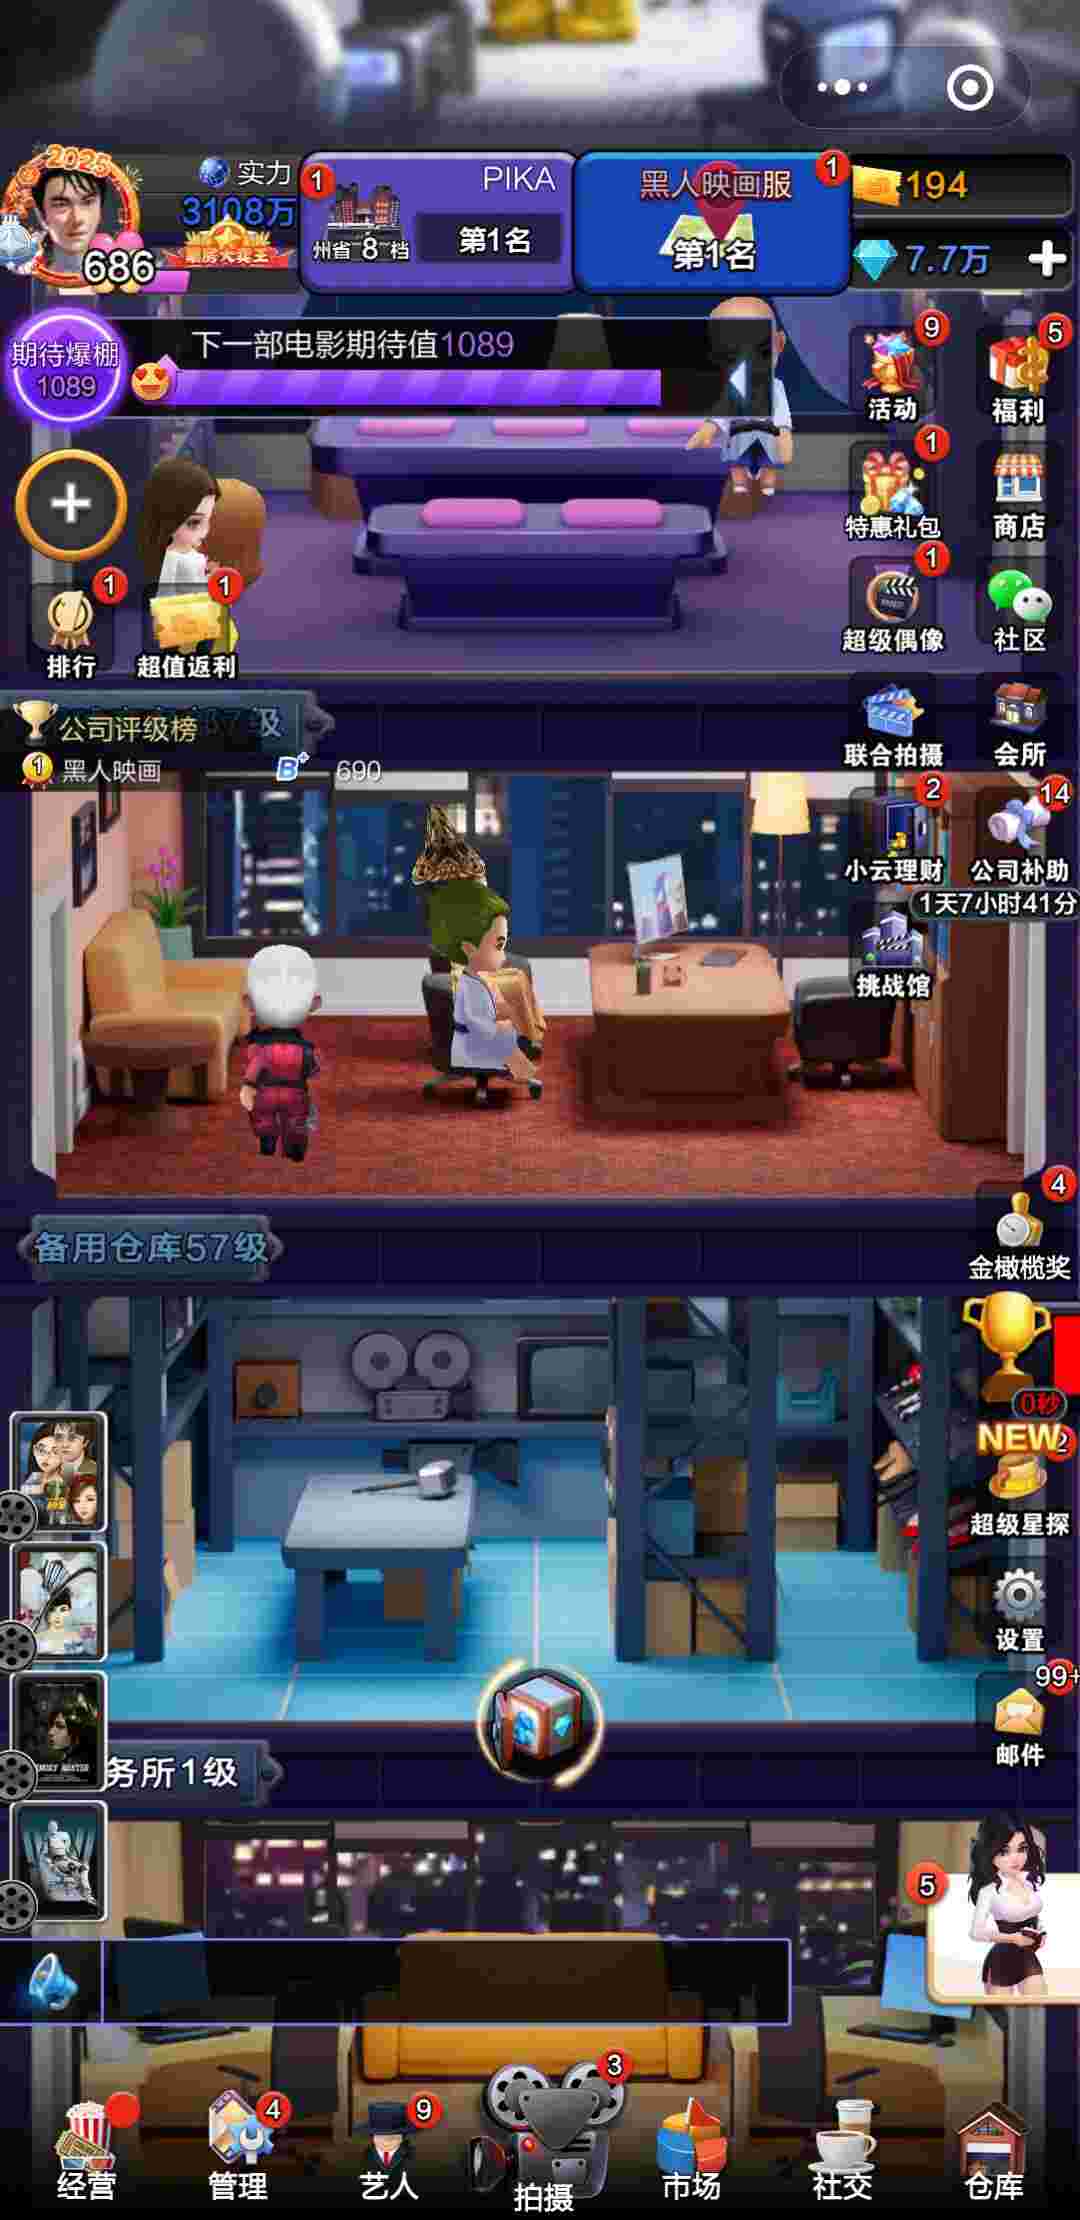 2025
实力
3108万
票房大卖王
686
1
PIKA
州省 8 档
第1名
黑人映画服
1
第1名
194
7.7万
期待爆棚
1089
下一部电影期待值1089
9
活动
5
福利
1
特惠礼包
商店
1
排行
1
超值返利
1
超级偶像
社区
公司评级榜
7级
1
黑人映画
B+
690
联合拍摄
会所
2
小云理财
14
公司补助
1天7小时41分
挑战馆
4
金橄榄奖
备用仓库57级
0秒
NEW
2
超级星探
设置
99+
邮件
务所1级
5
经营
4
管理
9
艺人
3
拍摄
市场
社交
仓库